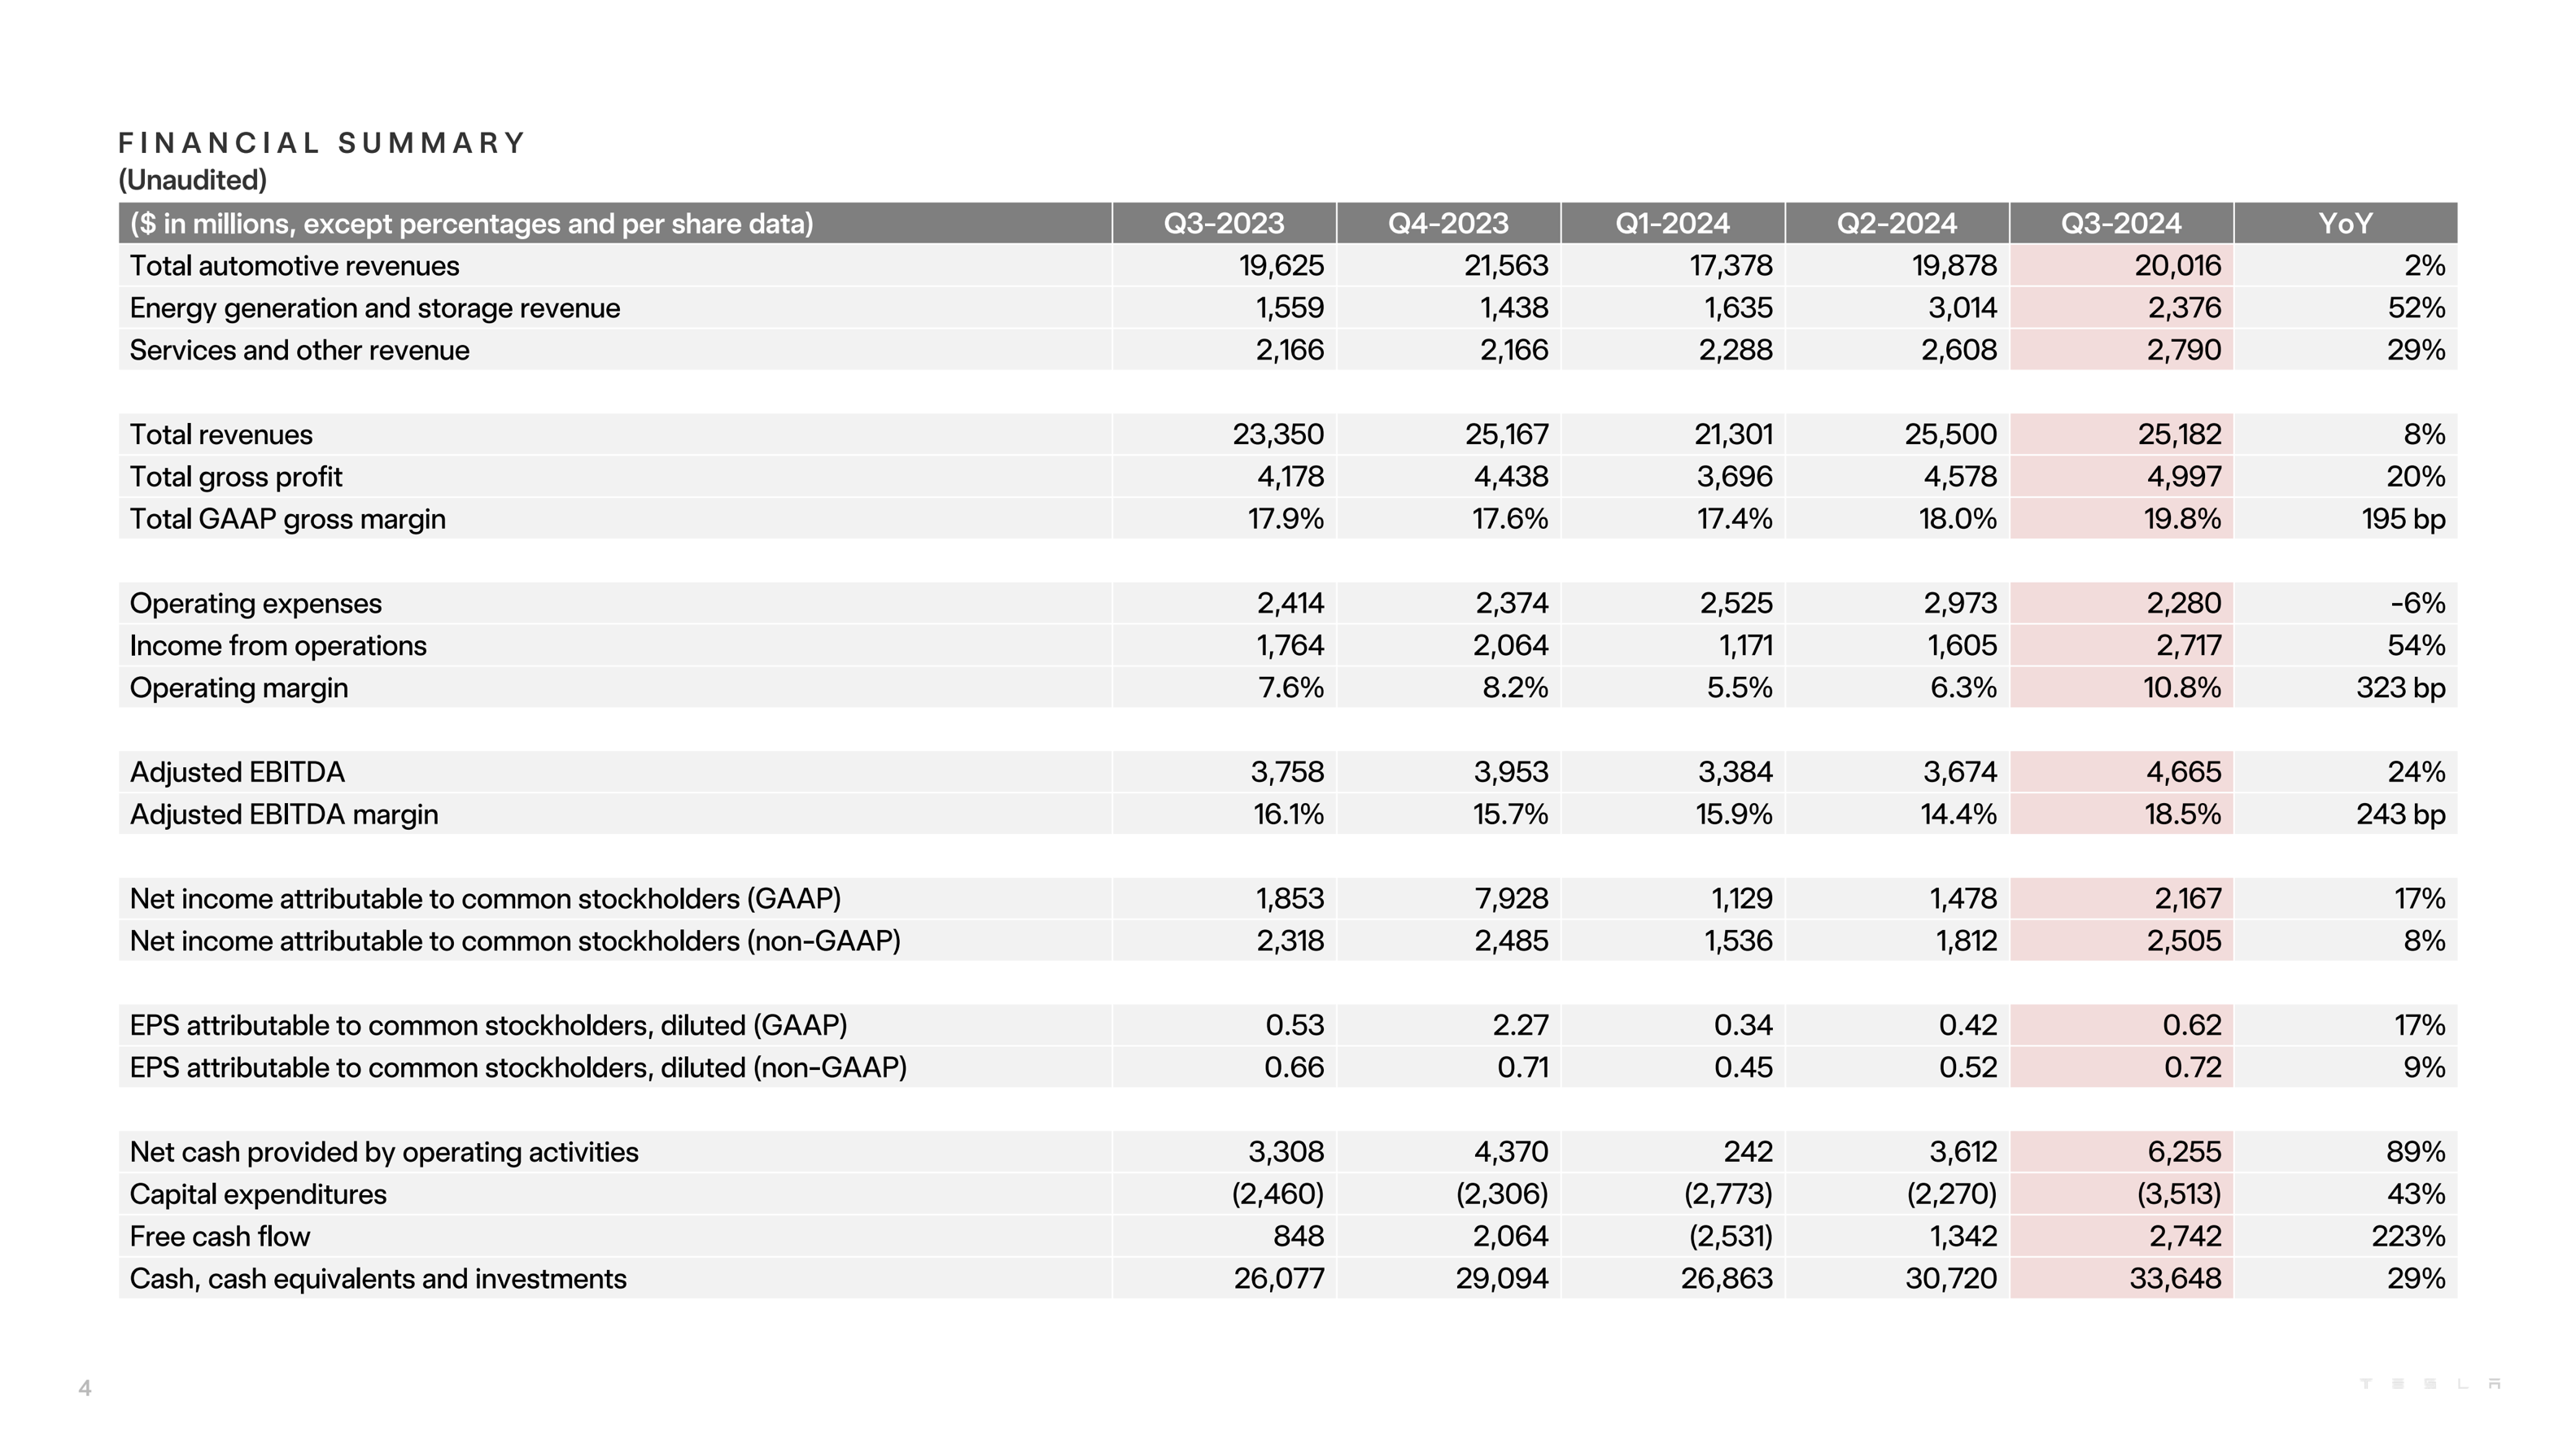 FINANCIAL SUMMARY
(Unaudited)
($ in millions, except percentages and per share data) Q3-2023 Q4-2023 Q1-2024 Q2-2024 Q3-2024 YoY
Total automotive revenues 19,625 21,563 17,378 19,878 20,016 2%
Energy generation and storage revenue 1,559 1,438 1,635 3,014 2,376 52%
Services and other revenue 2,166 2,166 2,288 2,608 2,790 29%
Total revenues 23,350 25,167 21,301 25,500 25,182 8%
Total gross profit 4,178 4,438 3,696 4,578 4,997 20%
Total GAAP gross margin 17.9% 17.6% 17.4% 18.0% 19.8% 195 bp
Operating expenses 2,414 2,374 2,525 2,973 2,280 -6%
Income from operations 1,764 2,064 1,171 1,605 2,717 54%
Operating margin 7.6% 8.2% 5.5% 6.3% 10.8% 323 bp
Adjusted EBITDA 3,758 3,953 3,384 3,674 4,665 24%
Adjusted EBITDA margin 16.1% 15.7% 15.9% 14.4% 18.5% 243 bp
Net income attributable to common stockholders (GAAP) 1,853 7,928 1,129 1,478 2,167 17%
Net income attributable to common stockholders (non-GAAP) 2,318 2,485 1,536 1,812 2,505 8%
EPS attributable to common stockholders, diluted (GAAP) 0.53 2.27 0.34 0.42 0.62 17%
EPS attributable to common stockholders, diluted (non-GAAP) 0.66 0.71 0.45 0.52 0.72 9%
Net cash provided by operating activities 3,308 4,370 242 3,612 6,255 89%
Capital expenditures (2,460) (2,306) (2,773) (2,270) (3,513) 43%
Free cash flow 848 2,064 (2,531) 1,342 2,742 223%
Cash, cash equivalents and investments 26,077 29,094 26,863 30,720 33,648 29%
4 TESLA